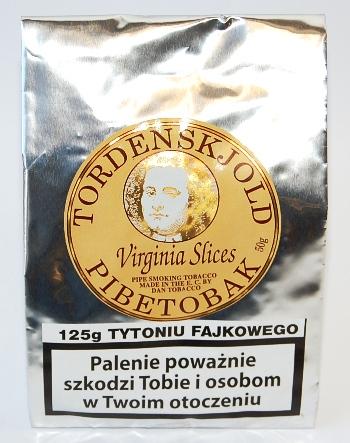 TORDENSKJOLD
Virginia Slices
PIPE SMOKING TOBACCO
MADE IN THE E. C. BY
DAN TOBACCO
50g
PIBETOBAK
125g TYTONIU FAJKOWEGO
Palenie poważnie
szkodzi Tobie i osobom
w Twoim otoczeniu